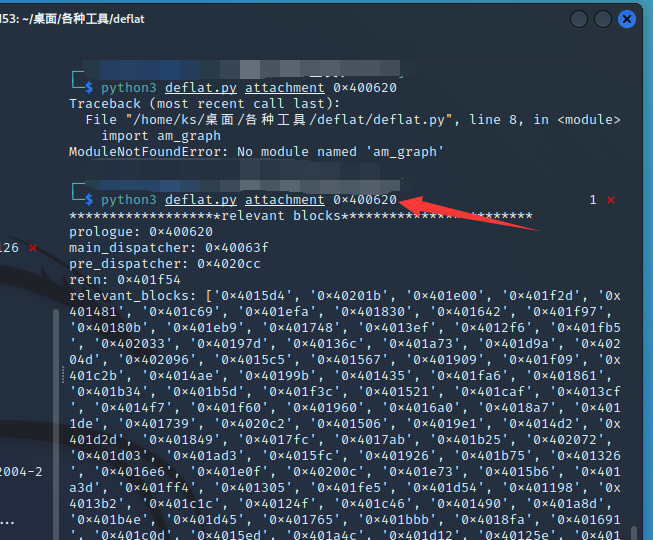 53: ~/桌面/各种工具/deflat
└─$ python3 deflat.py attachment 0×400620
Traceback (most recent call last):
File "/home/ks/桌面/各种工具/deflat/deflat.py", line 8, in <module>
import am_graph
ModuleNotFoundError: No module named 'am_graph'
└─$ python3 deflat.py attachment 0×400620
1 ×
*******************relevant blocks************************
prologue: 0×400620
126 ×
main_dispatcher: 0×40063f
pre_dispatcher: 0×4020cc
retn: 0×401f54
relevant_blocks: ['0×4015d4', '0×40201b', '0×401e00', '0×401f2d', '0x
401481', '0×401c69', '0×401efa', '0×401830', '0×401642', '0×401f97',
'0×40180b', '0×401eb9', '0×401748', '0×4013ef', '0×4012f6', '0×401fb5
', '0×402033', '0×40197d', '0×40136c', '0×401a73', '0×401d9a', '0×402
04d', '0×402096', '0×4015c5', '0×401567', '0×401909', '0×401f09', '0x
401c2b', '0×4014ae', '0×40199b', '0×401435', '0×401fa6', '0×401861',
'0×401b34', '0×401b5d', '0×401f3c', '0×401521', '0×401caf', '0×4013cf
', '0×4014f7', '0×401f60', '0×401960', '0×4016a0', '0×4018a7', '0×401
1de', '0×401739', '0×4020c2', '0×401506', '0×4019e1', '0×4014d2', '0x
401d2d', '0×401849', '0×4017fc', '0×4017ab', '0×401b25', '0×402072',
'0×401d03', '0×401ad3', '0×4015fc', '0×401926', '0×401b75', '0×401326
2004-2
', '0×4016e6', '0×401e0f', '0×40200c', '0×401e73', '0×4015b6', '0×401
a3d', '0×401ff4', '0×401305', '0×401fe5', '0×401d54', '0×401198', '0x
4013b2', '0×401c1c', '0×40124f', '0×401c46', '0×401490', '0×401a8d',
...
'0×401b4e', '0×401d45', '0×401765', '0×401bbb', '0×4018fa', '0×401691
', '0×401c0d', '0×4015ed', '0×401a4c', '0×401d12', '0×40125e', '0×401